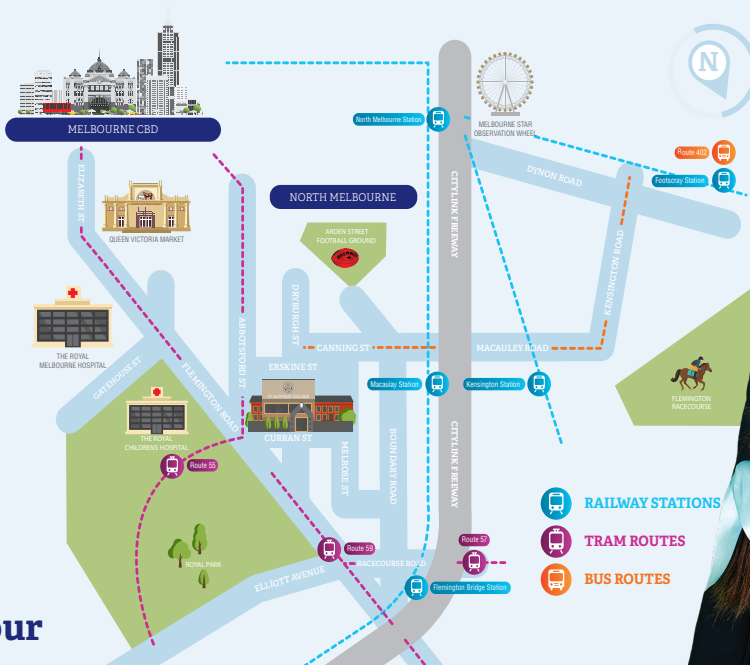 MELBOURNE CBD
N
North Melbourne Station
MELBOURNE STAR
OBSERVATION WHEEL
Route 402
Footscray Station
DYNON ROAD
ELIZABETH ST
QUEEN VICTORIA MARKET
NORTH MELBOURNE
CITYLINK FREEWAY
ARDEN STREET
FOOTBALL GROUND
KENSINGTON ROAD
THE ROYAL
MELBOURNE HOSPITAL
DRYBURGH ST
ABBOTSFORD ST
CANNING ST
MACAULEY ROAD
GATEHOUSE ST
FLEMINGTON ROAD
ERSKINE ST
Macaulay Station
Kensington Station
FLEMINGTON
RACECOURSE
THE ROYAL
CHILDRENS HOSPITAL
CURRAN ST
MELROSE ST
BOUNDARY ROAD
CITYLINK FREEWAY
Route 55
RAILWAY STATIONS
TRAM ROUTES
BUS ROUTES
Route 57
Route 59
RACECOURSE ROAD
ROYAL PARK
ELLIOTT AVENUE
Flemington Bridge Station
our